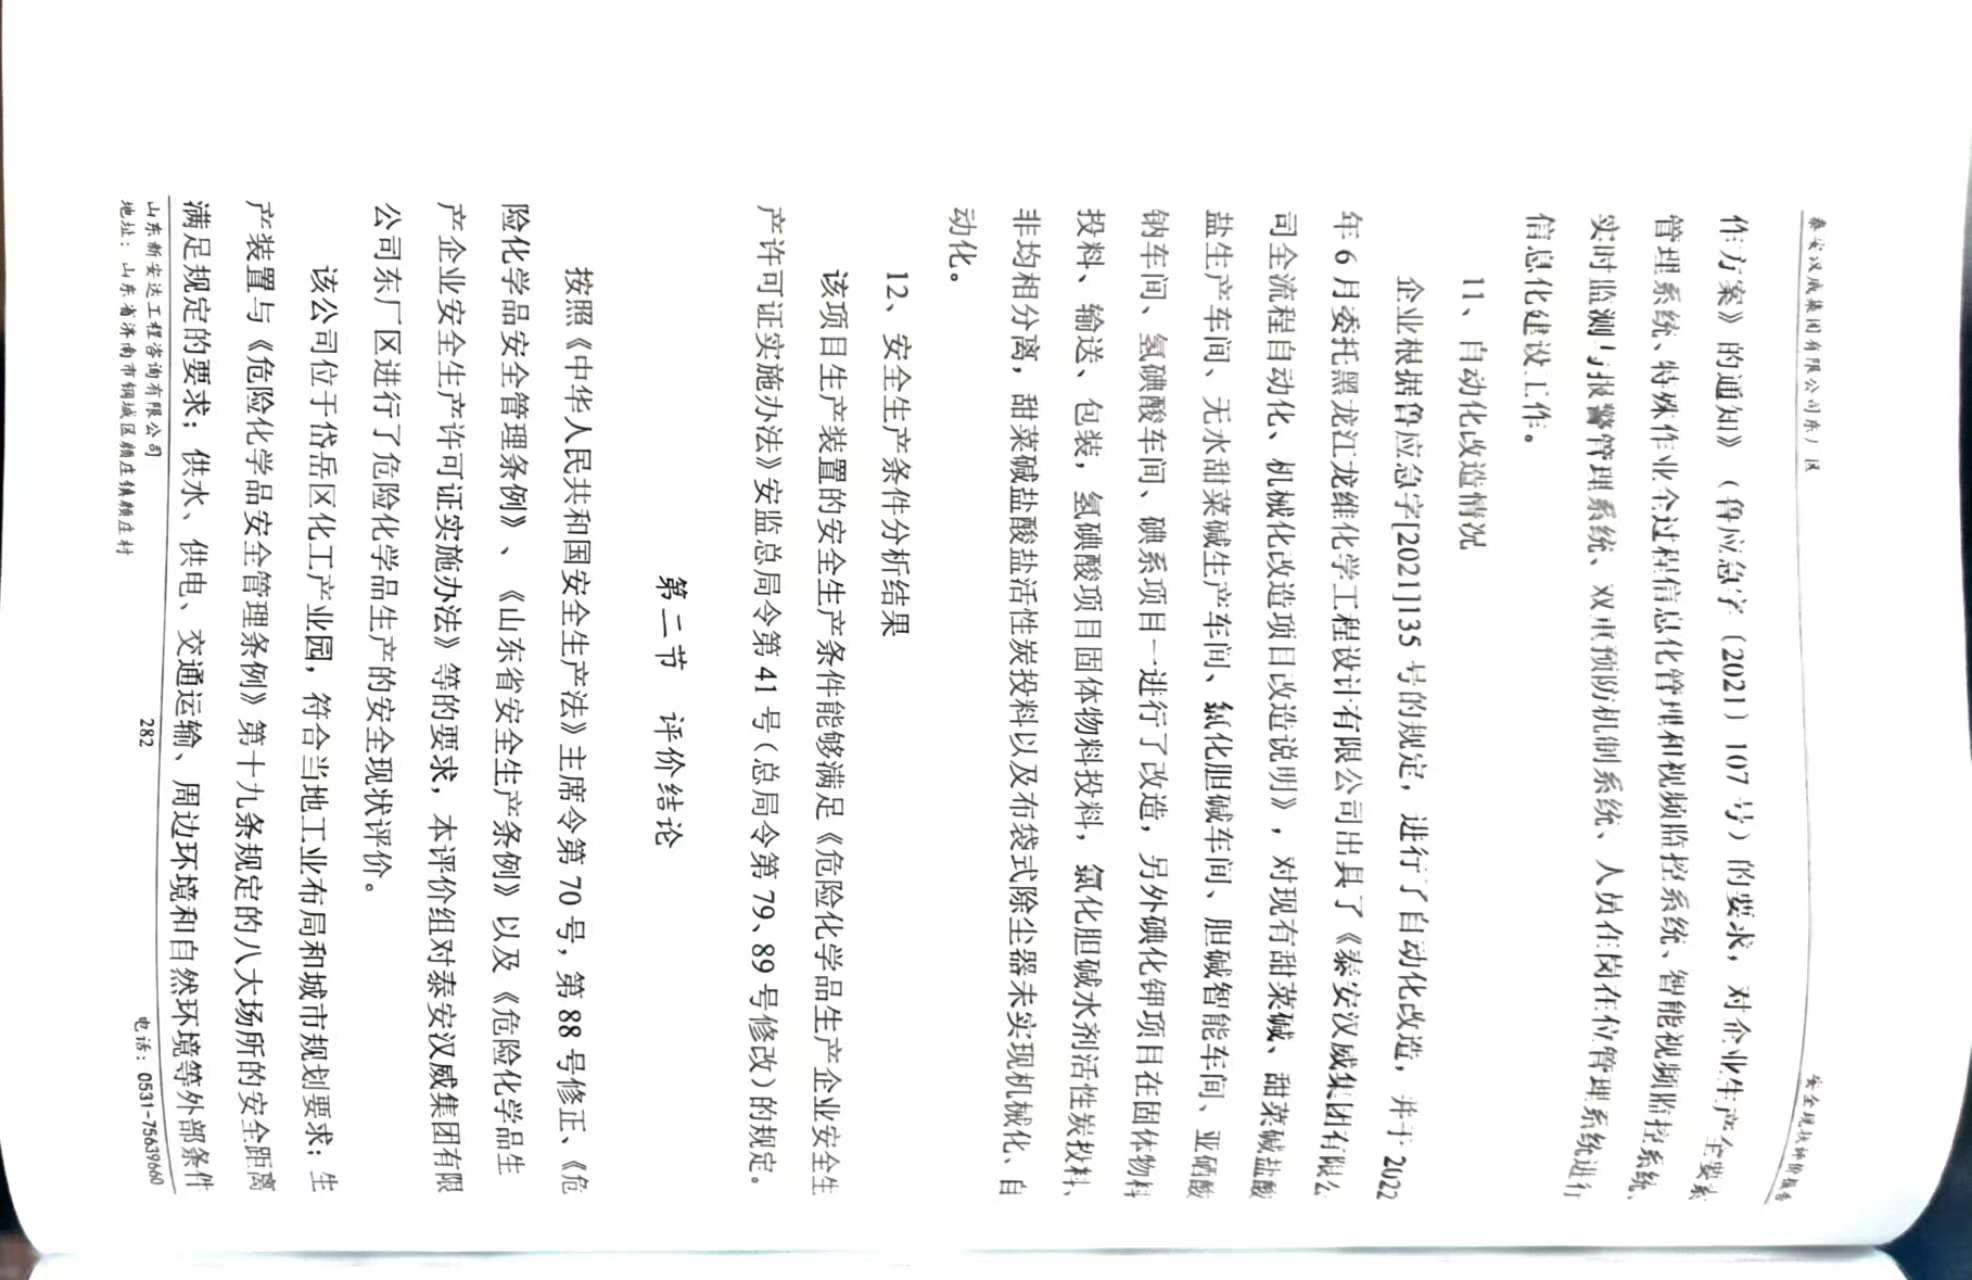 泰安汉威集团有限公司东厂区 安全现状评价报告
作方案》的通知》（鲁应急字〔2021〕107号）的要求，对企业生产全要素
管理系统、特殊作业全过程信息化管理和视频监控系统、智能视频监控系统、
实时监测与报警管理系统、双重预防机制系统、人员在岗在位管理系统进行
信息化建设工作。
11、自动化改造情况
企业根据鲁应急字[2021]135号的规定，进行了自动化改造，并于2022
年6月委托黑龙江龙维化学工程设计有限公司出具了《泰安汉威集团有限公
司全流程自动化、机械化改造项目改造说明》，对现有甜菜碱、甜菜碱盐酸
盐生产车间、无水甜菜碱生产车间、氯化胆碱车间、胆碱智能车间、亚硒酸
钠车间、氢碘酸车间、碘系项目一进行了改造，另外碘化钾项目在固体物料
投料、输送、包装，氢碘酸项目固体物料投料，氯化胆碱水剂活性炭投料、
非均相分离，甜菜碱盐酸盐活性炭投料以及布袋式除尘器未实现机械化、自
动化。
12、安全生产条件分析结果
该项目生产装置的安全生产条件能够满足《危险化学品生产企业安全生
产许可证实施办法》安监总局令第41号（总局令第79、89号修改）的规定。
第二节 评价结论
按照《中华人民共和国安全生产法》主席令第70号，第88号修正、《危
险化学品安全管理条例》、《山东省安全生产条例》以及《危险化学品生
产企业安全生产许可证实施办法》等的要求，本评价组对泰安汉威集团有限
公司东厂区进行了危险化学品生产的安全现状评价。
该公司位于岱岳区化工产业园，符合当地工业布局和城市规划要求；生
产装置与《危险化学品安全管理条例》第十九条规定的八大场所的安全距离
满足规定的要求；供水、供电、交通运输、周边环境和自然环境等外部条件
山东新安达工程咨询有限公司 282 电话：0531-75639660
地址：山东省济南市钢城区颜庄镇颜庄村